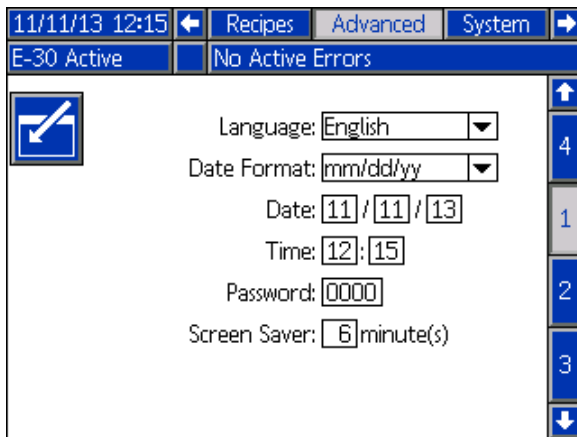 11/11/13 12:15 Recipes Advanced System
E-30 Active No Active Errors
Language: English
Date Format: mm/dd/yy
Date: 11 / 11 / 13
Time: 12 : 15
Password: 0000
Screen Saver: 6 minute(s)
4
1
2
3